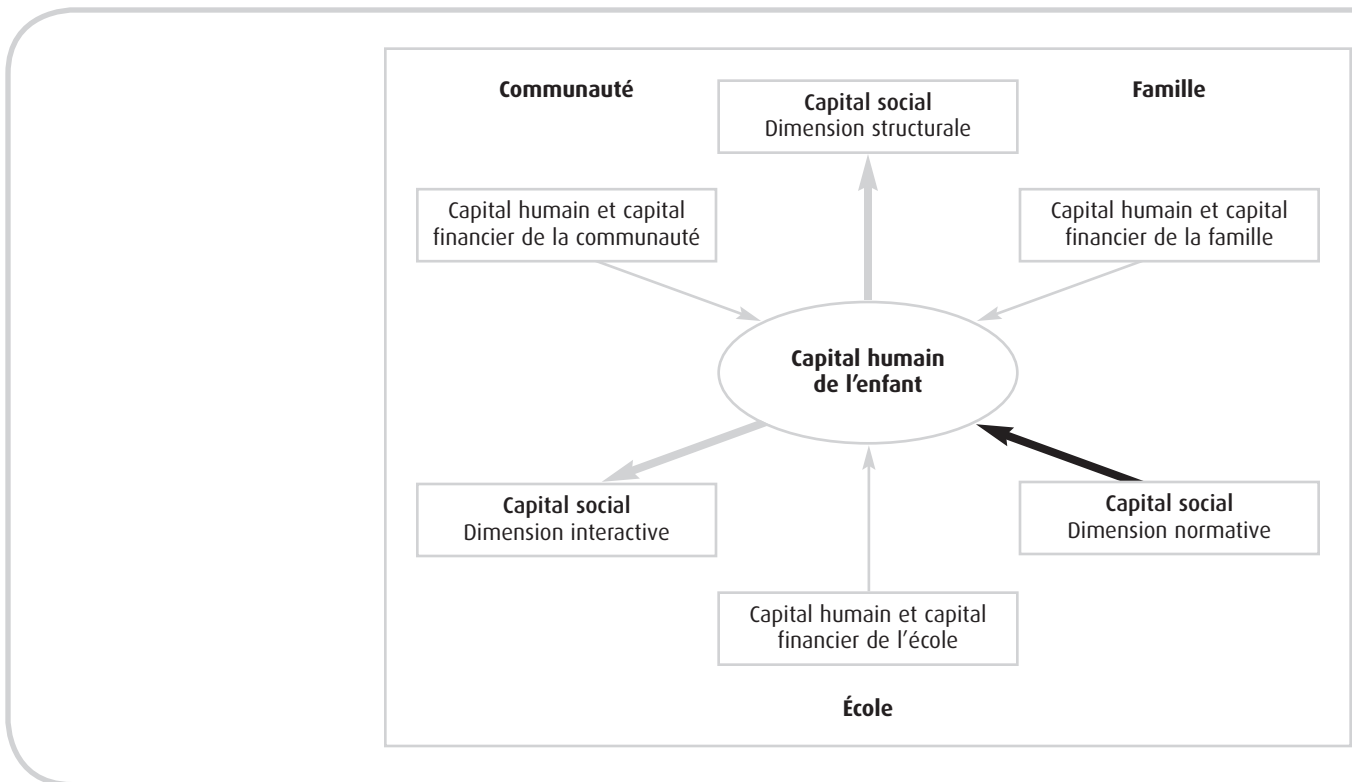 Communauté
Capital social
Dimension structurale
Famille
Capital humain et capital
financier de la communauté
Capital humain et capital
financier de la famille
Capital humain
de l'enfant
Capital social
Dimension interactive
Capital social
Dimension normative
Capital humain et capital
financier de l'école
École